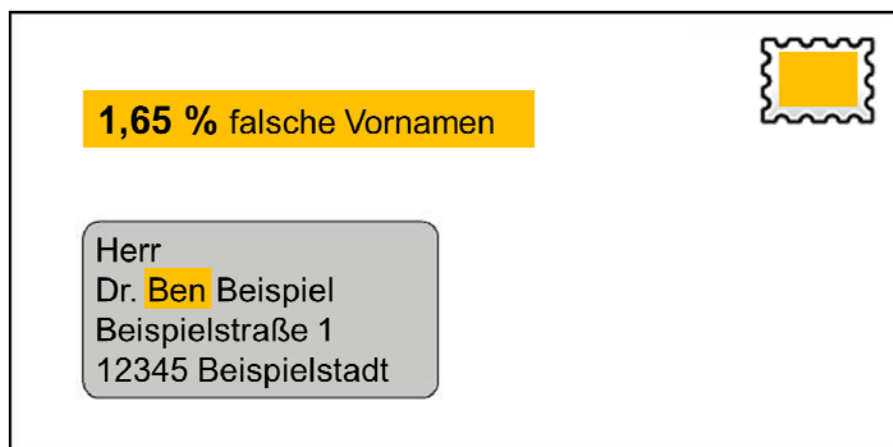 1,65 % falsche Vornamen
Herr
Dr. Ben Beispiel
Beispielstraße 1
12345 Beispielstadt